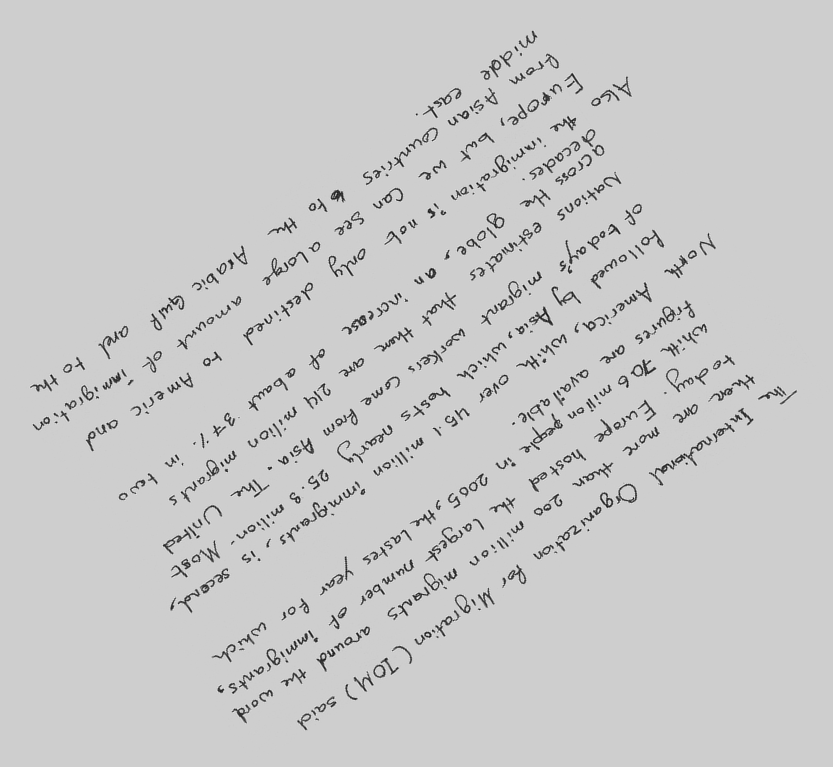 The International Organization for Migration (IOM) said
there are more than 200 million migrants around the word
today. Europe hosted the largest number of immigrants,
whith 70.6 million people in 2005, the lastes year for which
figures are available.
North America, whith over 45.1 million immigrants, is second,
followed by Asia, which hosts nearly 25.3 million. Most
of today's migrant workers come from Asia. The United
Nations estimates that there are 214 million migrants
across the globe, an increase of about 37% in two
decades.
Also the immigration is not only destined to Americ and
Europe, but we can see a large amount of immigration
from Asian countries to the Arabic Gulf and to the
middle east.